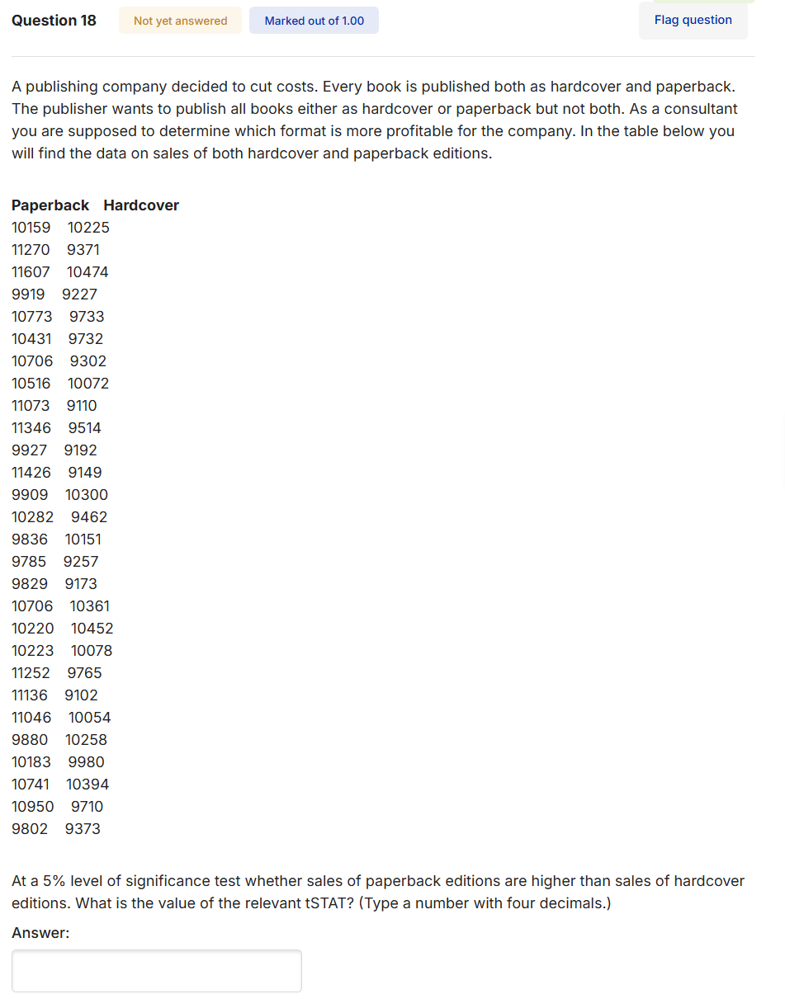 Question 18
Not yet answered
Marked out of 1.00
Flag question
A publishing company decided to cut costs. Every book is published both as hardcover and paperback.
The publisher wants to publish all books either as hardcover or paperback but not both. As a consultant
you are supposed to determine which format is more profitable for the company. In the table below you
will find the data on sales of both hardcover and paperback editions.
Paperback Hardcover
10159 10225
11270 9371
11607 10474
9919 9227
10773 9733
10431 9732
10706 9302
10516 10072
11073 9110
11346 9514
9927 9192
11426 9149
9909 10300
10282 9462
9836 10151
9785 9257
9829 9173
10706 10361
10220 10452
10223 10078
11252 9765
11136 9102
11046 10054
9880 10258
10183 9980
10741 10394
10950 9710
9802 9373
At a 5% level of significance test whether sales of paperback editions are higher than sales of hardcover
editions. What is the value of the relevant tSTAT? (Type a number with four decimals.)
Answer: